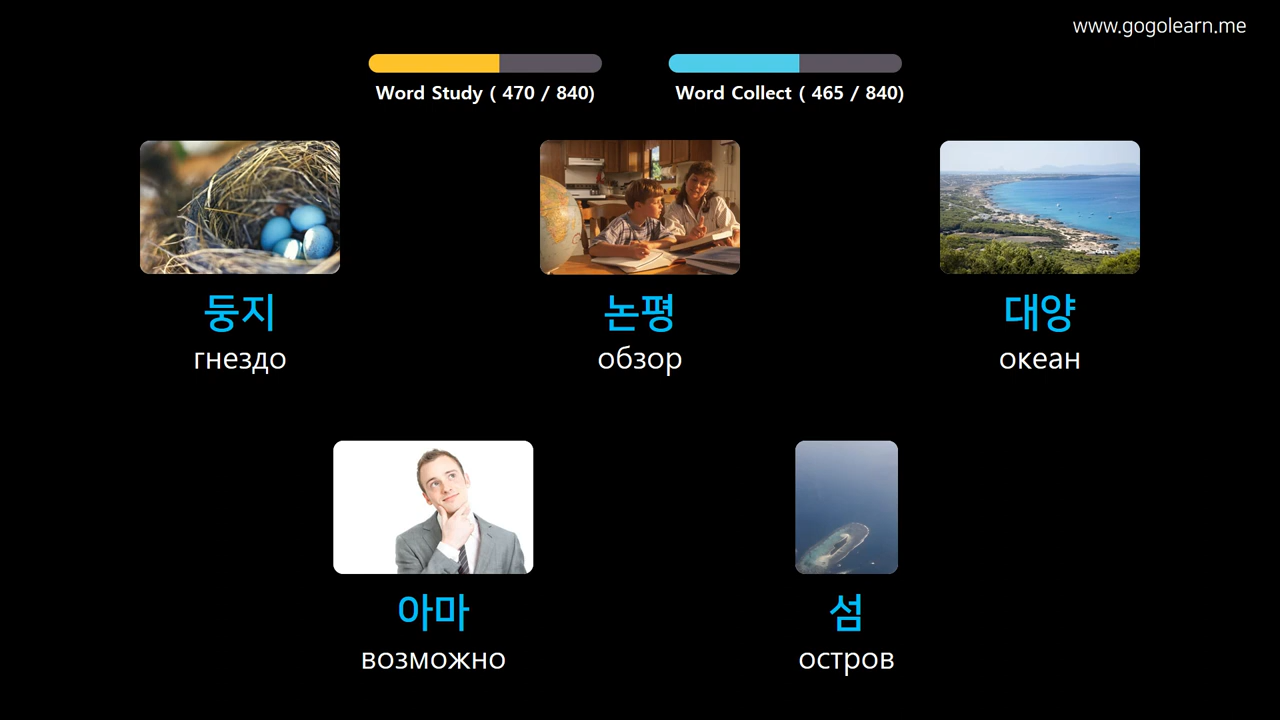 www.gogolearn.me
Word Study ( 470 / 840)
Word Collect ( 465 / 840)
둥지
гнездо
논평
обзор
대양
океан
아마
возможно
섬
остров